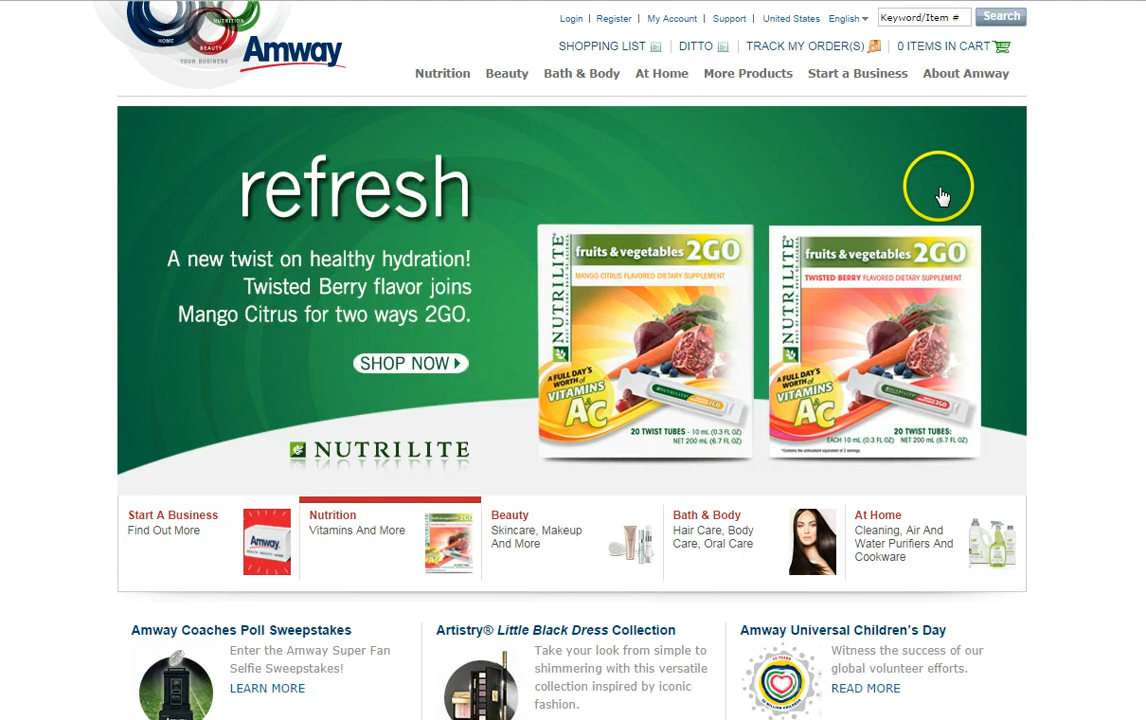 Login | Register | My Account | Support | United States English Keyword/Item # Search
SHOPPING LIST | DITTO | TRACK MY ORDER(S) | 0 ITEMS IN CART
HOME
NUTRITION
BEAUTY
YOUR BUSINESS
Amway
Nutrition Beauty Bath & Body At Home More Products Start a Business About Amway
refresh
A new twist on healthy hydration!
Twisted Berry flavor joins
Mango Citrus for two ways 2GO.
SHOP NOW
NUTRILITE
NUTRILITE
fruits & vegetables 2GO
MANGO CITRUS FLAVORED DIETARY SUPPLEMENT
A FULL DAY'S
WORTH of
VITAMINS
A&C
20 TWIST TUBES - 10 mL (0.3 FL OZ)
NET 200 mL (6.7 FL OZ)
NUTRILITE
fruits & vegetables 2GO
TWISTED BERRY FLAVORED DIETARY SUPPLEMENT
A FULL DAY'S
WORTH of
VITAMINS
A&C
20 TWIST TUBES:
EACH 10 mL (0.3 FL OZ) NET 200 mL (6.7 FL OZ)
Start A Business
Find Out More
Amway
Nutrition
Vitamins And More
Beauty
Skincare, Makeup
And More
Bath & Body
Hair Care, Body
Care, Oral Care
At Home
Cleaning, Air And
Water Purifiers And
Cookware
Amway Coaches Poll Sweepstakes
Enter the Amway Super Fan
Selfie Sweepstakes!
LEARN MORE
Amway
Artistry® Little Black Dress Collection
Take your look from simple to
shimmering with this versatile
collection inspired by iconic
fashion.
Amway Universal Children's Day
Witness the success of our
global volunteer efforts.
READ MORE